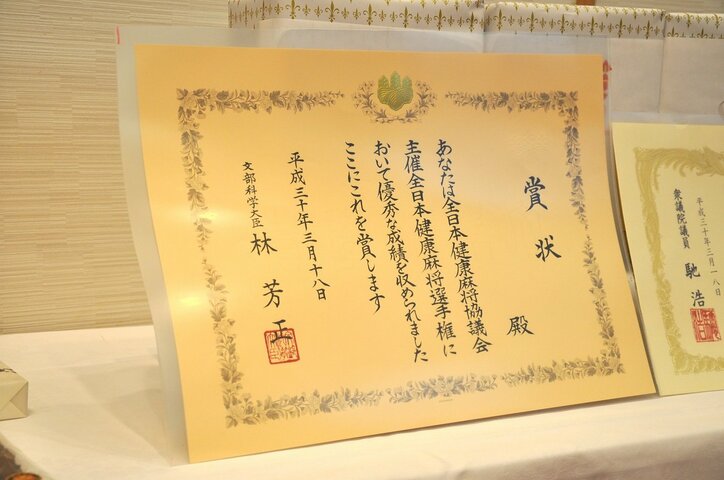 賞状
殿
あなたは全日本健康麻将協議会
主催全日本健康麻将選手権に
おいて優秀な成績を収められました
ここにこれを賞します
平成三十年三月十八日
文部科学大臣 林芳正
平成三十年三月一八日
衆議院議員 馳浩